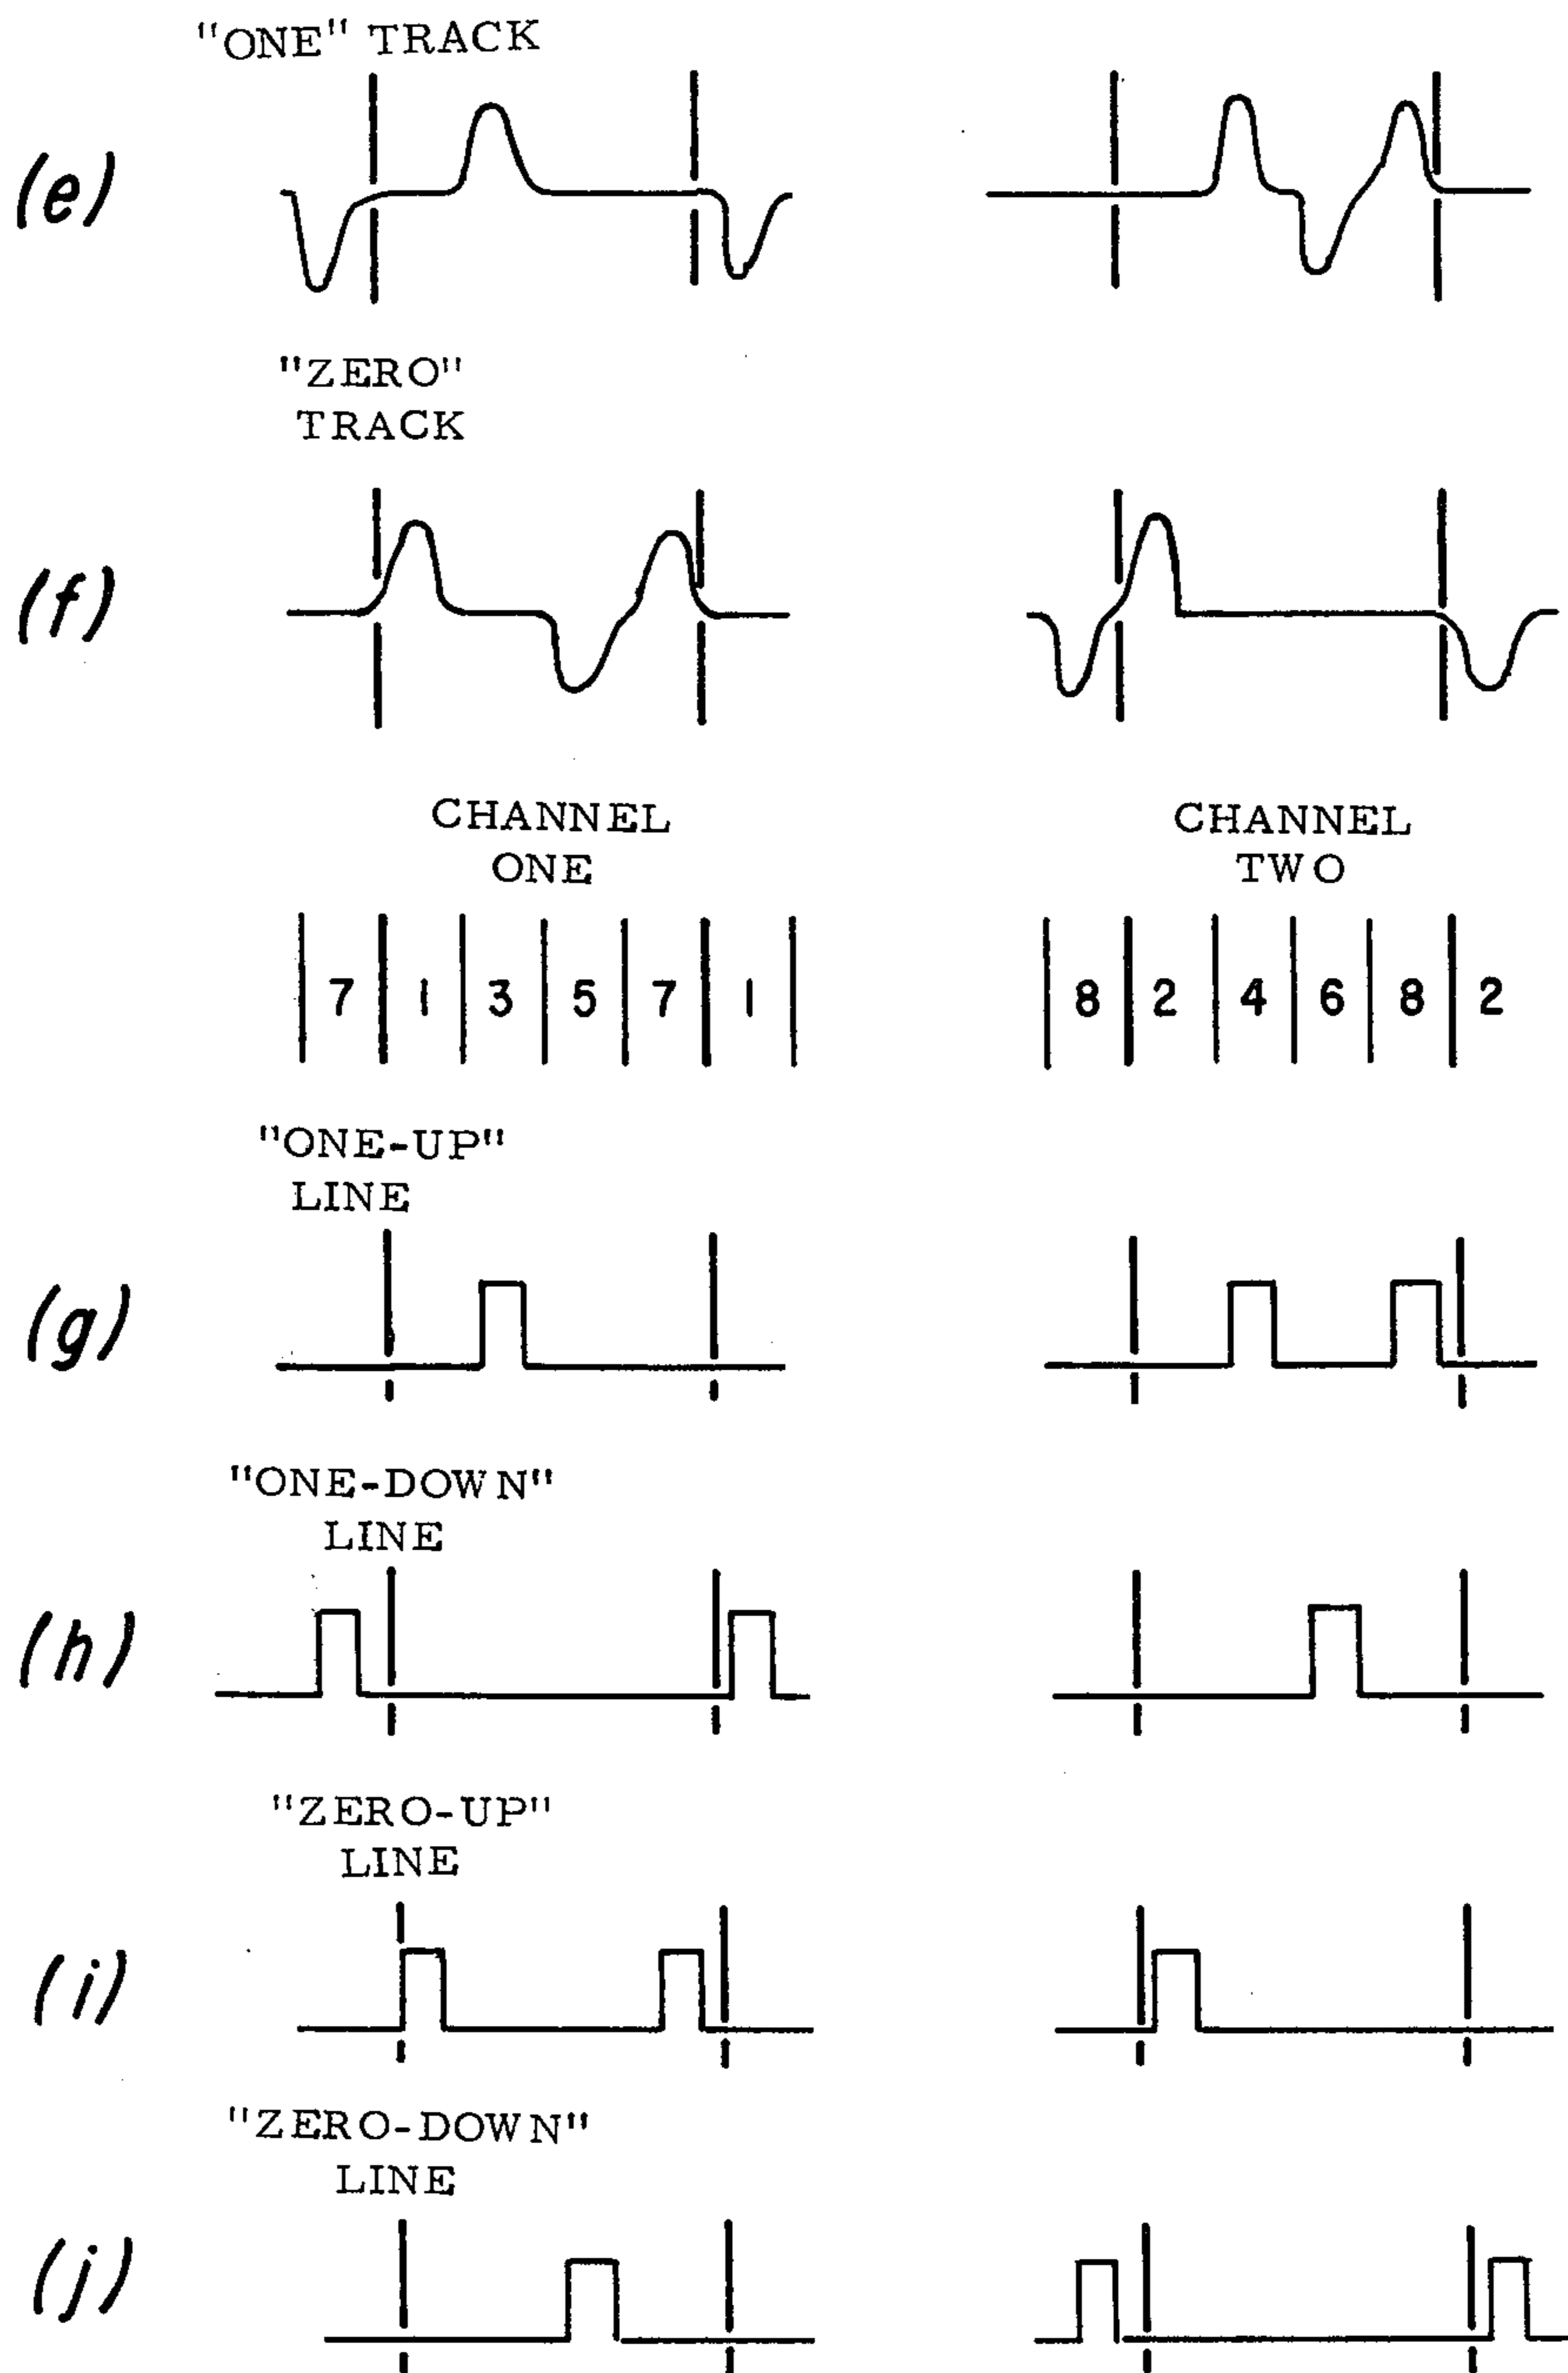 "ONE" TRACK
(e)
"ZERO"
TRACK
(f)
CHANNEL
ONE
CHANNEL
TWO
7 1 3 5 7 1
8 2 4 6 8 2
"ONE-UP"
LINE
(g)
"ONE-DOWN"
LINE
(h)
"ZERO-UP"
LINE
(i)
"ZERO-DOWN"
LINE
(j)